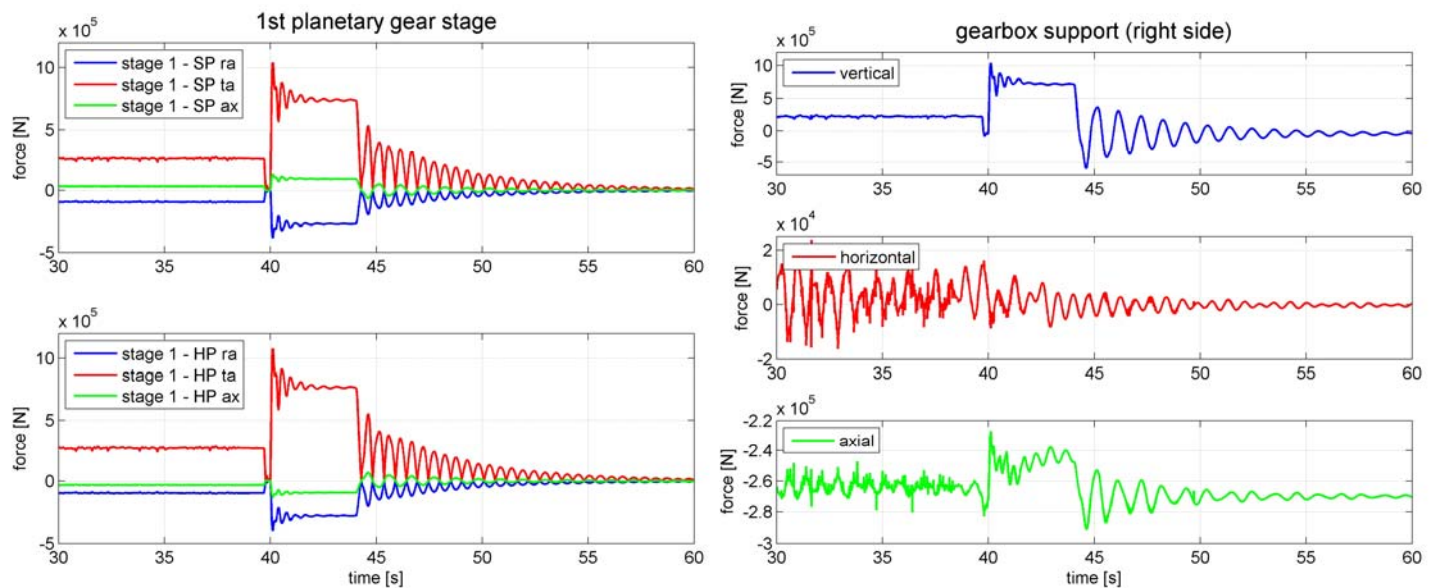 1st planetary gear stage
x 10^5
stage 1 - SP ra
stage 1 - SP ta
stage 1 - SP ax
force [N]
10
5
0
-5
30 35 40 45 50 55 60
x 10^5
stage 1 - HP ra
stage 1 - HP ta
stage 1 - HP ax
force [N]
10
5
0
-5
30 35 40 45 50 55 60
time [s]
gearbox support (right side)
x 10^5
vertical
force [N]
10
5
0
-5
30 35 40 45 50 55 60
x 10^4
horizontal
force [N]
2
0
-2
30 35 40 45 50 55 60
x 10^5
axial
force [N]
-2.2
-2.4
-2.6
-2.8
-3
30 35 40 45 50 55 60
time [s]